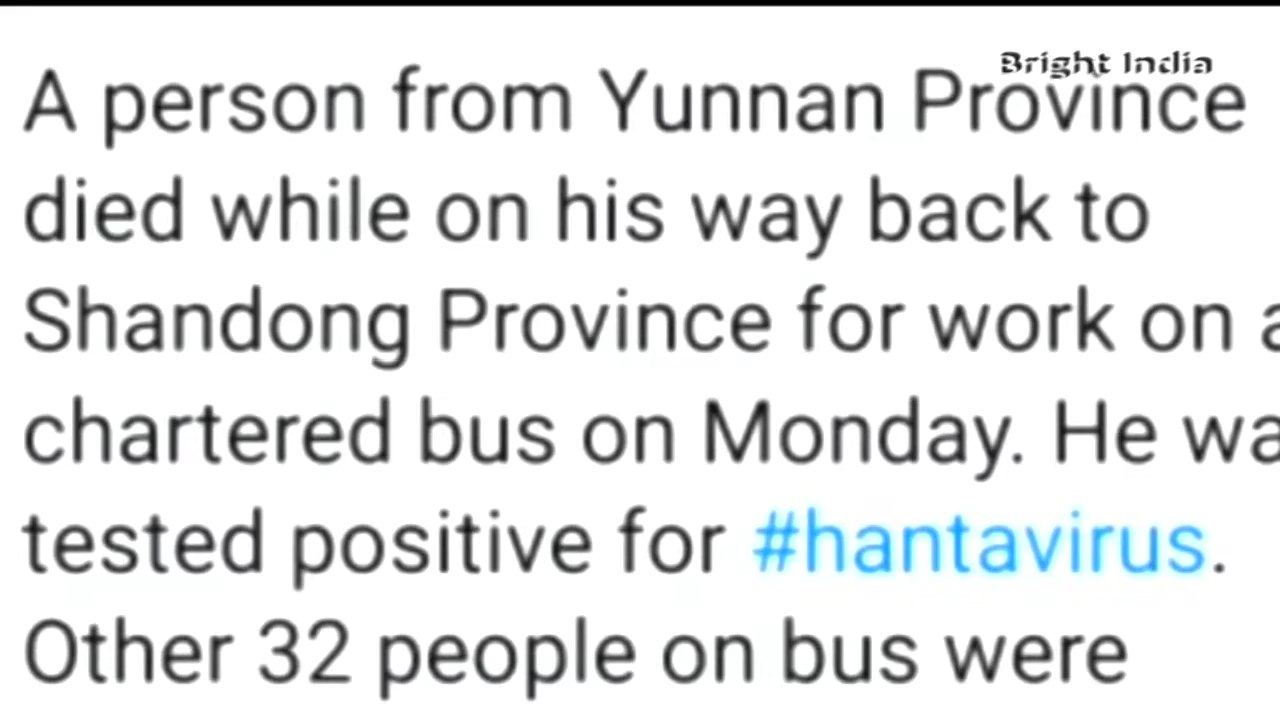 Bright India
A person from Yunnan Province
died while on his way back to
Shandong Province for work on a
chartered bus on Monday. He wa
tested positive for #hantavirus.
Other 32 people on bus were